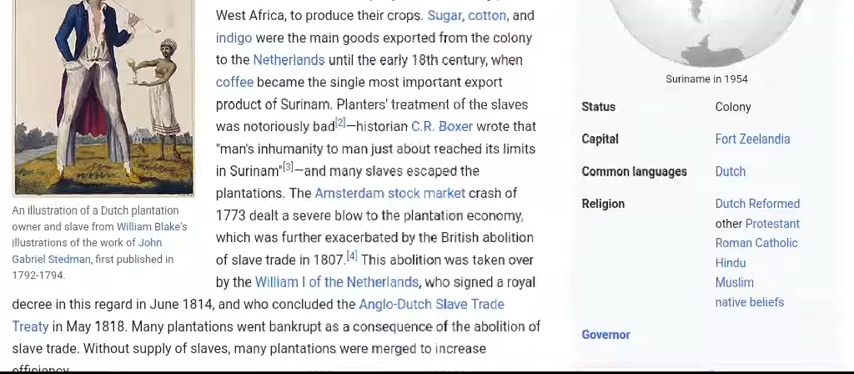 West Africa, to produce their crops. Sugar, cotton, and
indigo were the main goods exported from the colony
to the Netherlands until the early 18th century, when
coffee became the single most important export
product of Surinam. Planters' treatment of the slaves
was notoriously bad[2]—historian C.R. Boxer wrote that
"man's inhumanity to man just about reached its limits
in Surinam"[3]—and many slaves escaped the
plantations. The Amsterdam stock market crash of
1773 dealt a severe blow to the plantation economy,
which was further exacerbated by the British abolition
of slave trade in 1807.[4] This abolition was taken over
by the William I of the Netherlands, who signed a royal
decree in this regard in June 1814, and who concluded the Anglo-Dutch Slave Trade
Treaty in May 1818. Many plantations went bankrupt as a consequence of the abolition of
slave trade. Without supply of slaves, many plantations were merged to increase
efficiency.
An illustration of a Dutch plantation
owner and slave from William Blake's
illustrations of the work of John
Gabriel Stedman, first published in
1792-1794.
Suriname in 1954
Status Colony
Capital Fort Zeelandia
Common languages Dutch
Religion Dutch Reformed
other Protestant
Roman Catholic
Hindu
Muslim
native beliefs
Governor